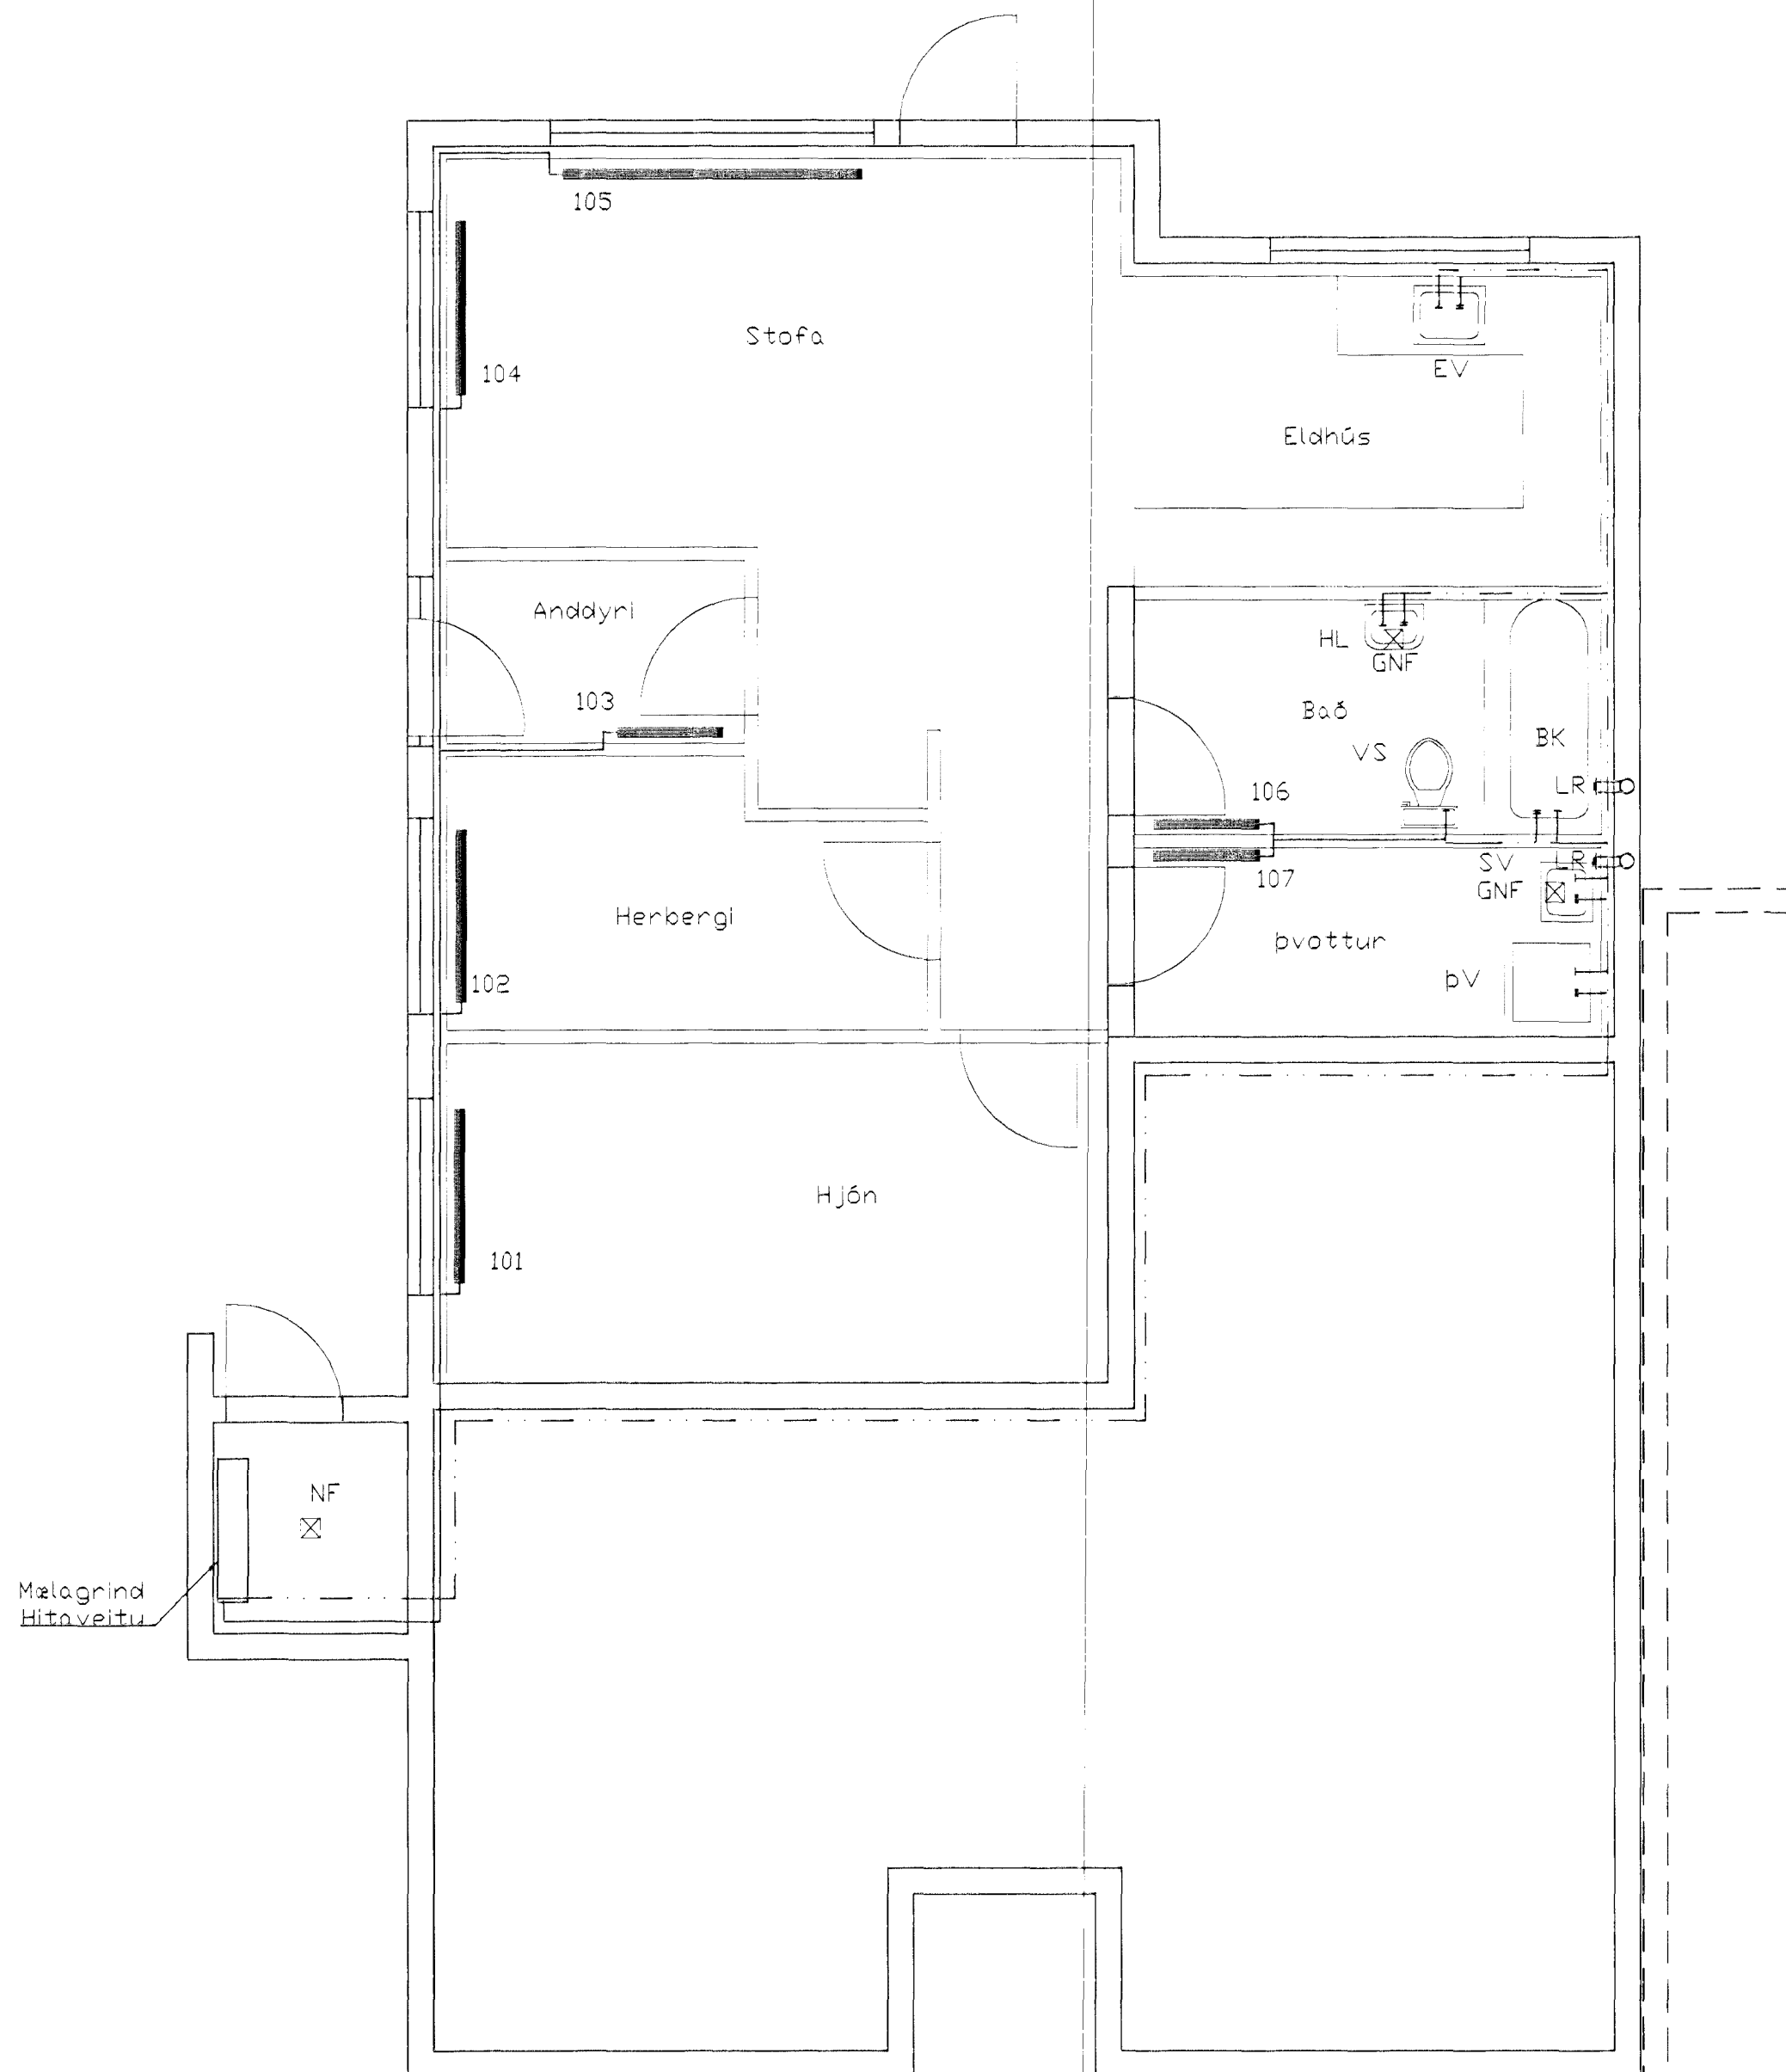 105
Stofa
104
EV
Eldhús
Anddyri
HL
GNF
103
Bað
BK
VS
LR
106
SV
LR
107
GNF
Herbergi
þvottur
þV
102
Hjón
101
NF
Mælagrind
Hitaveitu